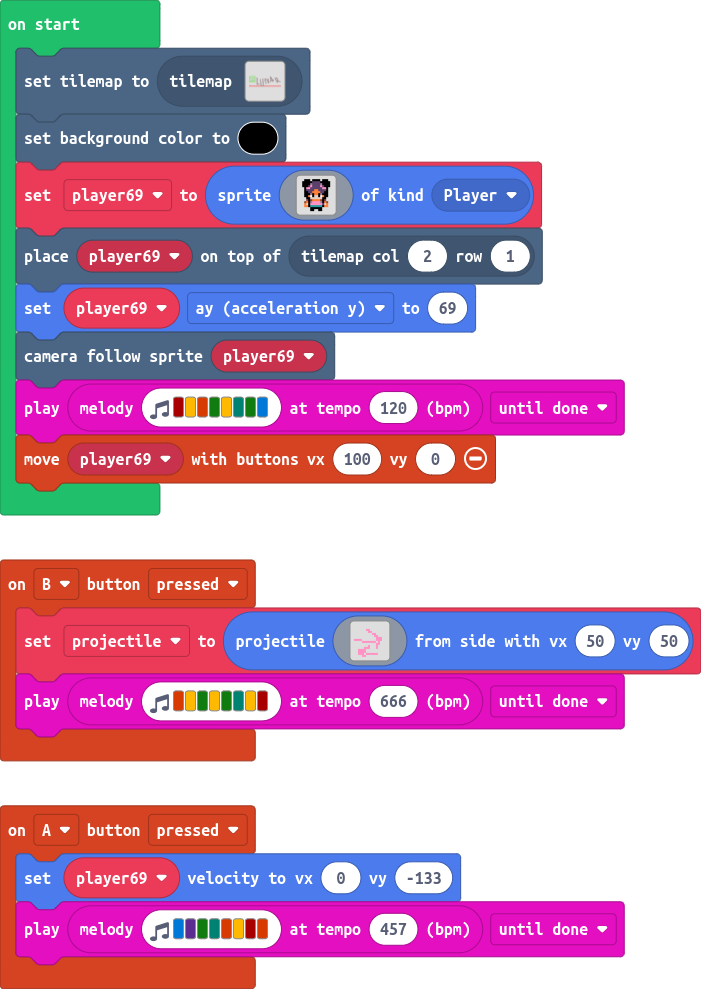 on start
set tilemap to tilemap
set background color to
set player69 to sprite of kind Player
place player69 on top of tilemap col 2 row 1
set player69 ay (acceleration y) to 69
camera follow sprite player69
play melody at tempo 120 (bpm) until done
move player69 with buttons vx 100 vy 0
on B button pressed
set projectile to projectile from side with vx 50 vy 50
play melody at tempo 666 (bpm) until done
on A button pressed
set player69 velocity to vx 0 vy -133
play melody at tempo 457 (bpm) until done